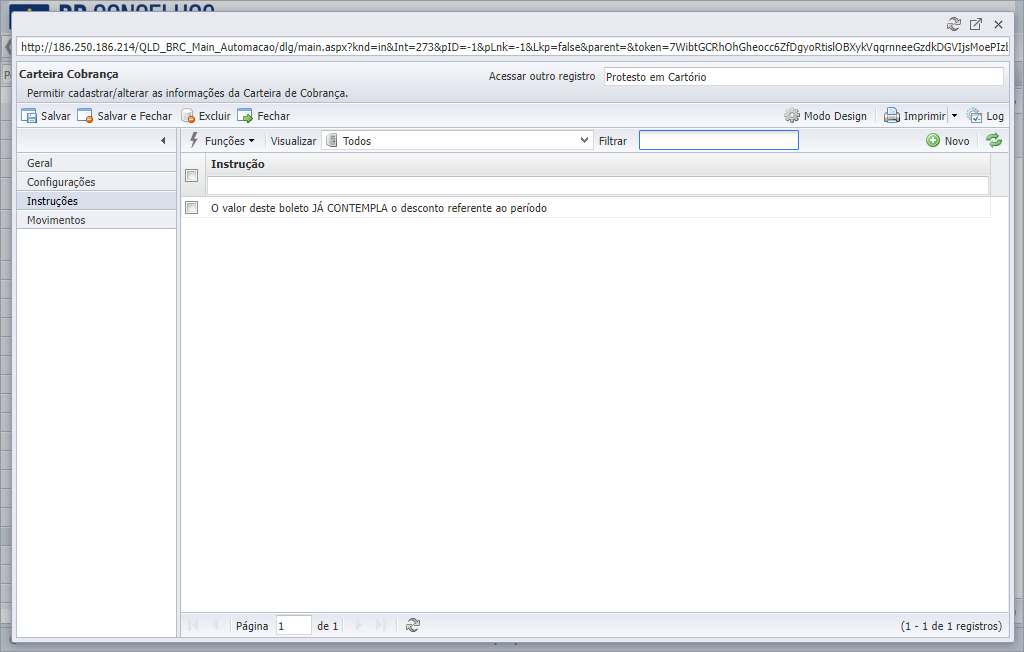 BR CONSELHOS
http://186.250.186.214/QLD_BRC_Main_Automacao/dlg/main.aspx?knd=in&Int=273&pID=-1&pLnk=-1&Lkp=false&parent=&token=7WibtGCRhOhGheocc6ZfDgyoRtislOBXykVqqrnneeGzdkDGVIjsMoePIzb
Carteira Cobrança
Acessar outro registro Protesto em Cartório
Permitir cadastrar/alterar as informações da Carteira de Cobrança.
Salvar Salvar e Fechar Excluir Fechar Modo Design Imprimir Log
Funções Visualizar Todos Filtrar Novo
Geral
Configurações
Instruções
Movimentos
Instrução
O valor deste boleto JÁ CONTEMPLA o desconto referente ao período
Página 1 de 1 (1 - 1 de 1 registros)